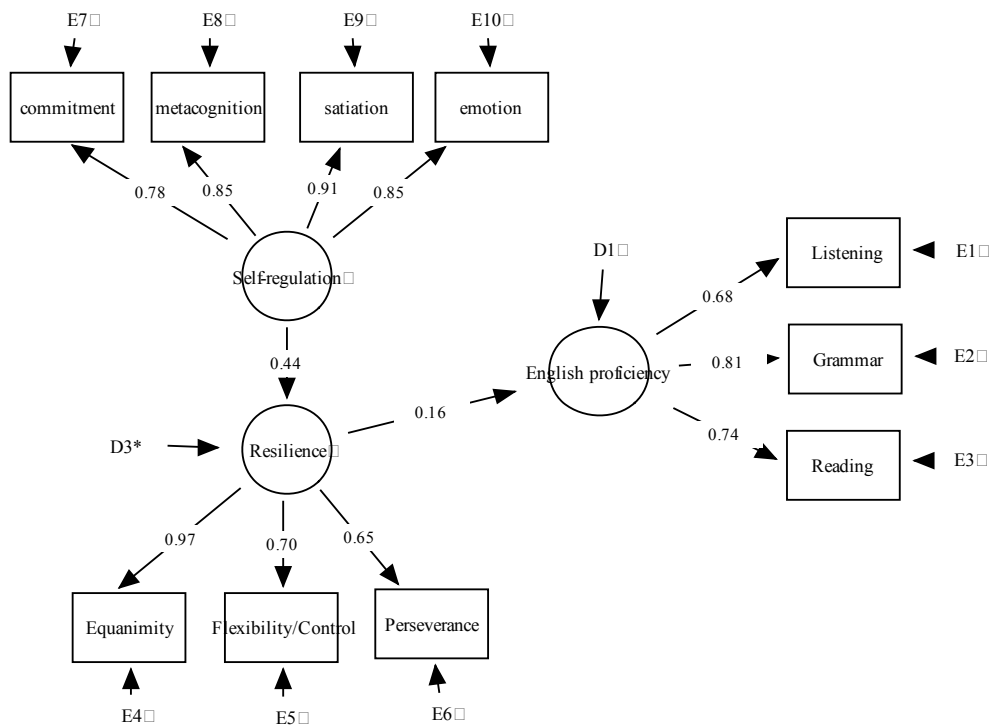 E7 E8 E9 E10
commitment metacognition satiation emotion
0.78 0.85 0.91 0.85
Self-regulation
D1
Listening
E1
0.68
0.44
English proficiency
0.81
Grammar
E2
0.16
D3*
Resilience
0.74
Reading
E3
0.97 0.70 0.65
Equanimity Flexibility/Control Perseverance
E4 E5 E6